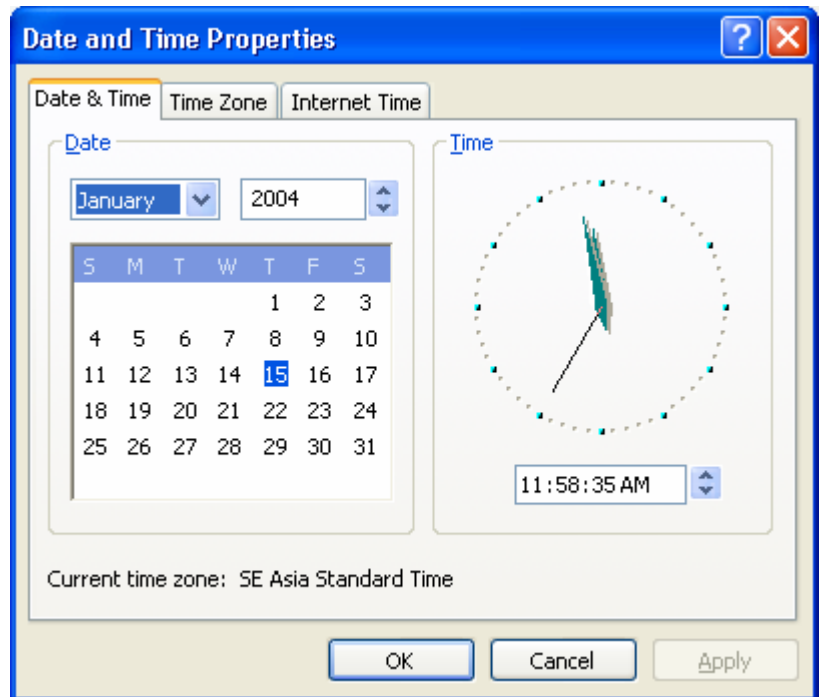 Date and Time Properties
Date & Time Time Zone Internet Time
Date
January 2004
S M T W T F S
1 2 3
4 5 6 7 8 9 10
11 12 13 14 15 16 17
18 19 20 21 22 23 24
25 26 27 28 29 30 31
Time
11:58:35 AM
Current time zone: SE Asia Standard Time
OK Cancel Apply